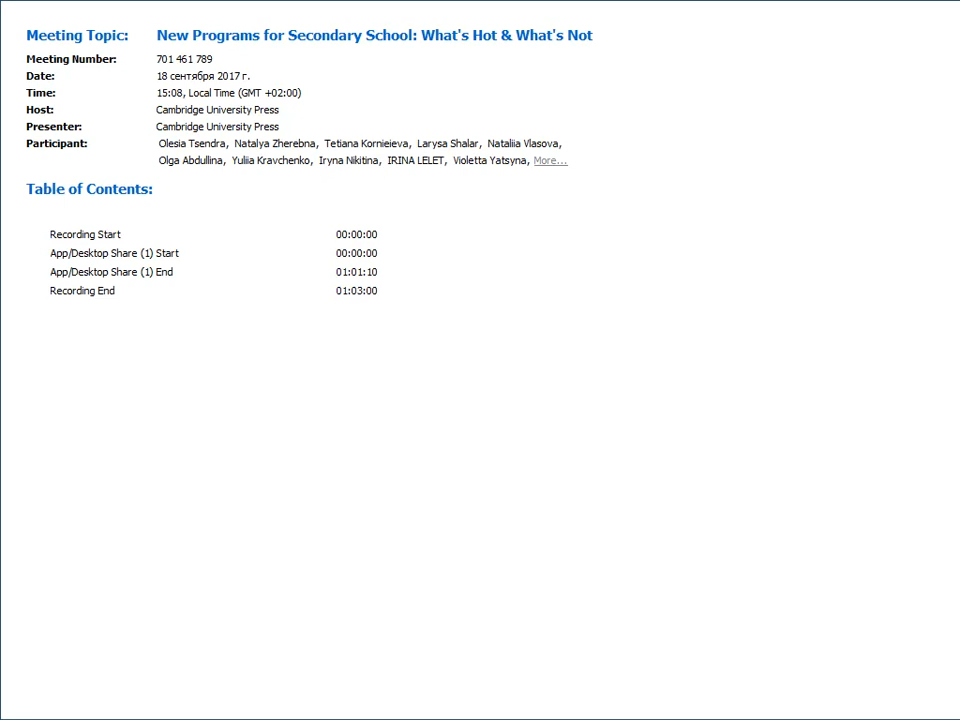 Meeting Topic: New Programs for Secondary School: What's Hot & What's Not
Meeting Number: 701 461 789
Date: 18 сентября 2017 г.
Time: 15:08, Local Time (GMT +02:00)
Host: Cambridge University Press
Presenter: Cambridge University Press
Participant: Olesia Tsendra, Natalya Zherebna, Tetiana Kornieieva, Larysa Shalar, Nataliia Vlasova,
Olga Abdullina, Yuliia Kravchenko, Iryna Nikitina, IRINA LELET, Violetta Yatsyna, More...
Table of Contents:
Recording Start 00:00:00
App/Desktop Share (1) Start 00:00:00
App/Desktop Share (1) End 01:01:10
Recording End 01:03:00